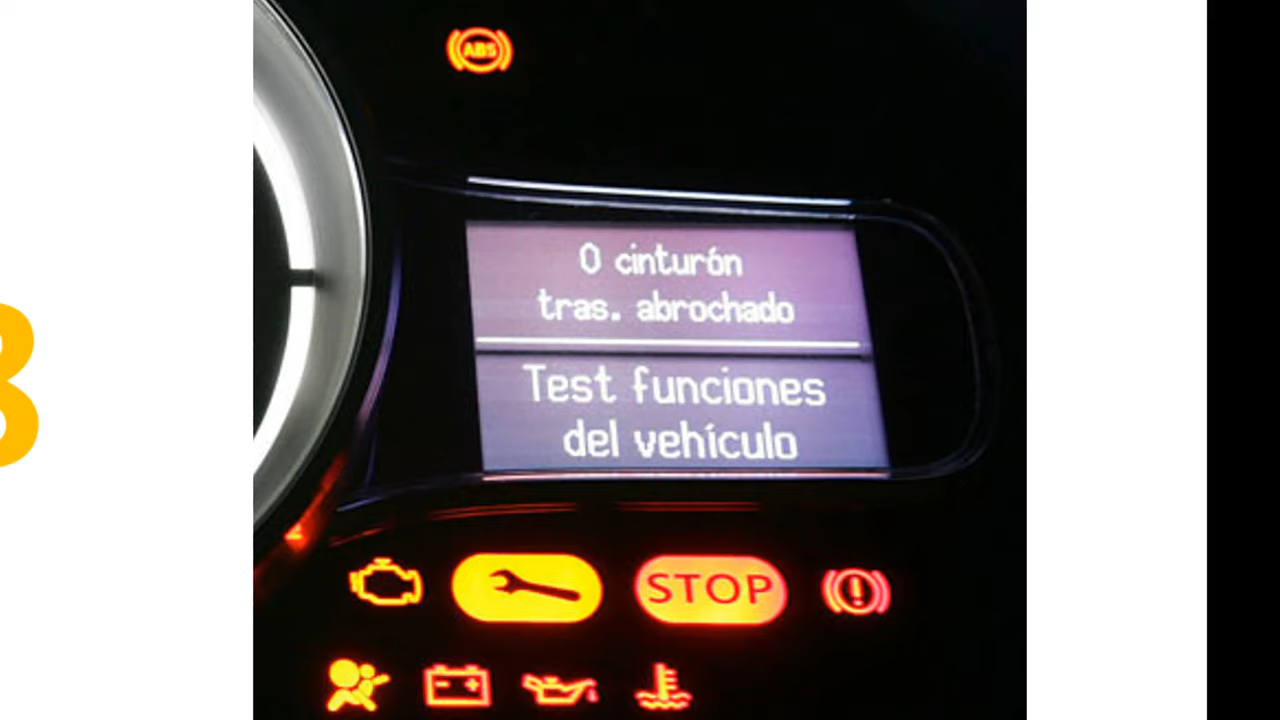 ABS
0 cinturón
tras. abrochado
Test funciones
del vehículo
STOP